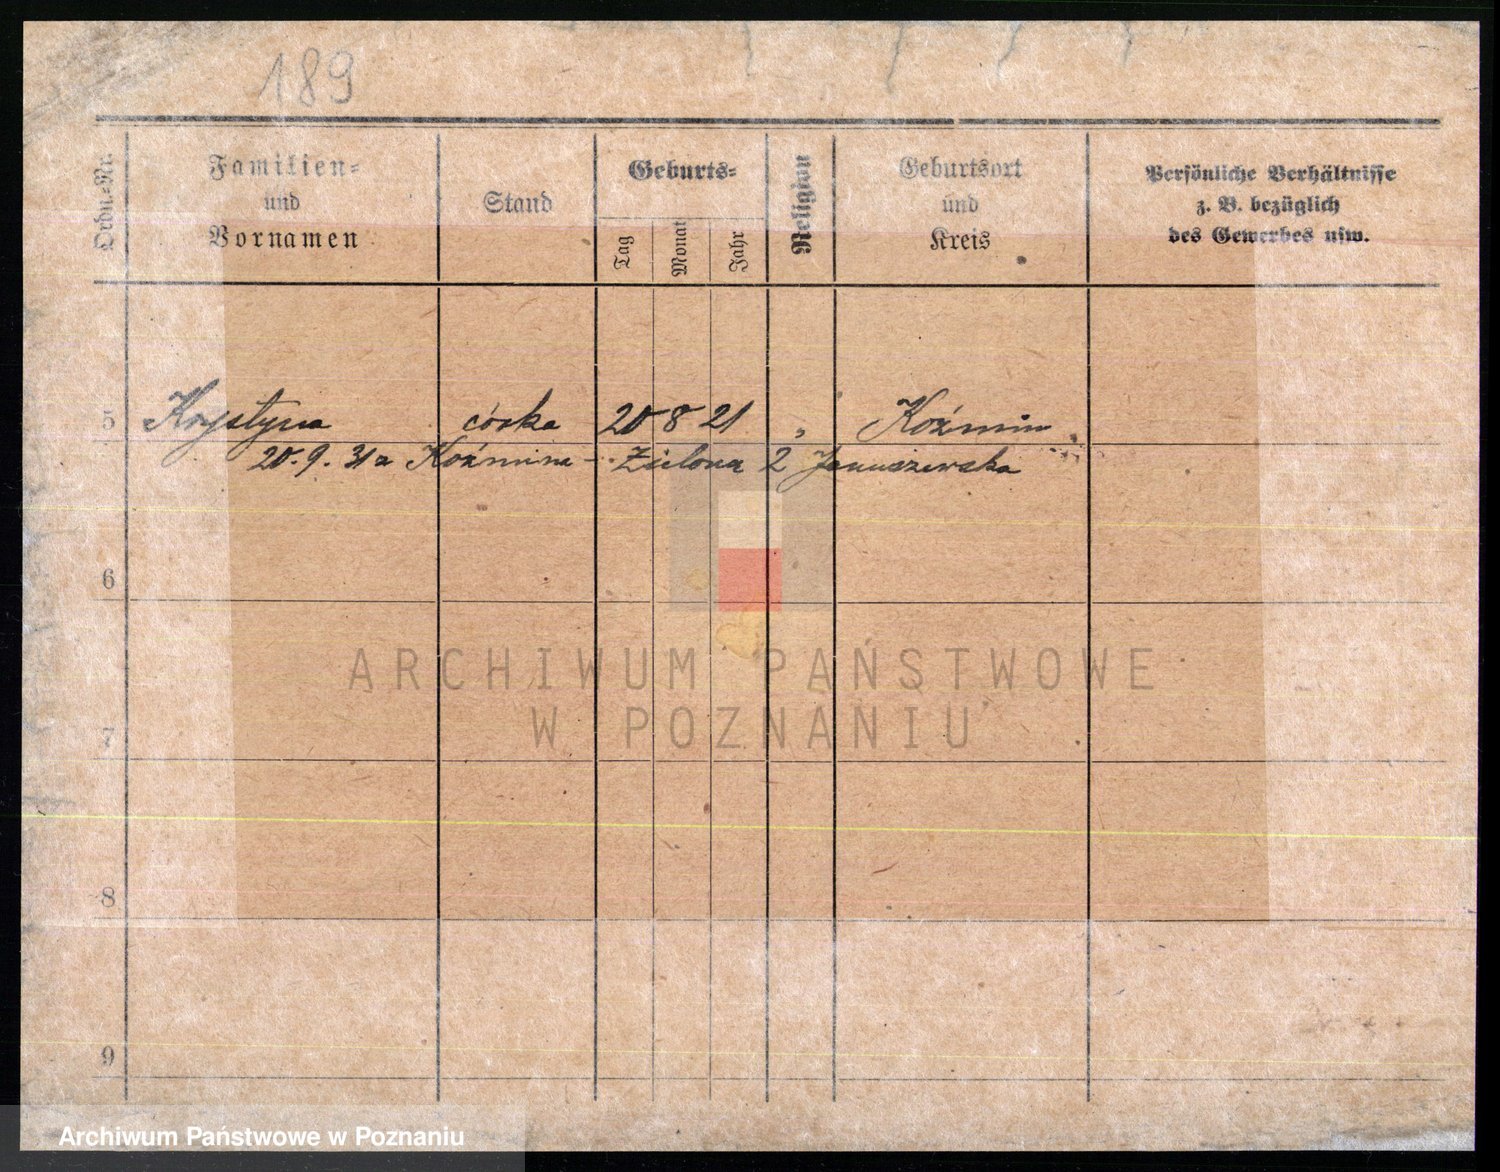 189
Ordn.-Nr.
Familien-
und
Vornamen
Stand
Geburts-
Tag
Monat
Jahr
Religion
Geburtsort
und
Kreis
Persönliche Verhältnisse
z. B. bezüglich
des Gewerbes usw.
5 Krystyna córka 20 8 21 „ Koźmin
20.9.31 z Koźmina - Zielona 2 Januszewska
6
ARCHIWUM PAŃSTWOWE
W POZNANIU
7
8
9
Archiwum Państwowe w Poznaniu